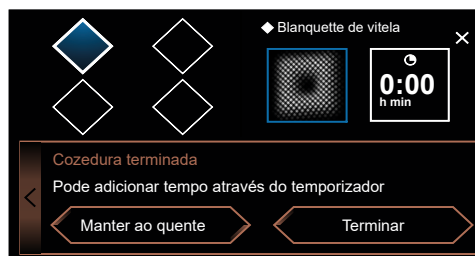 Blanquette de vitela
0:00
h min
Cozedura terminada
Pode adicionar tempo através do temporizador
Manter ao quente
Terminar